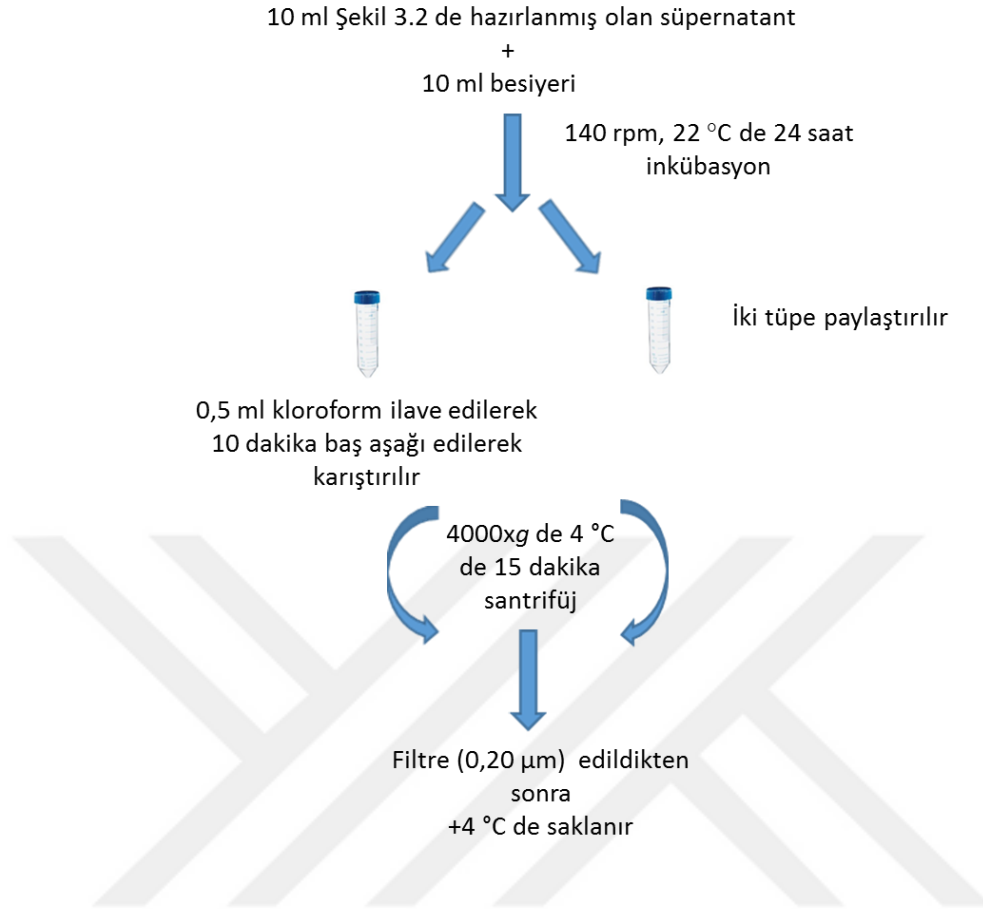 10 ml Şekil 3.2 de hazırlanmış olan süpernatant
+
10 ml besiyeri
140 rpm, 22 °C de 24 saat
inkübasyon
İki tüpe paylaştırılır
0,5 ml kloroform ilave edilerek
10 dakika baş aşağı edilerek
karıştırılır
4000xg de 4 °C
de 15 dakika
santrifüj
Filtre (0,20 µm) edildikten
sonra
+4 °C de saklanır